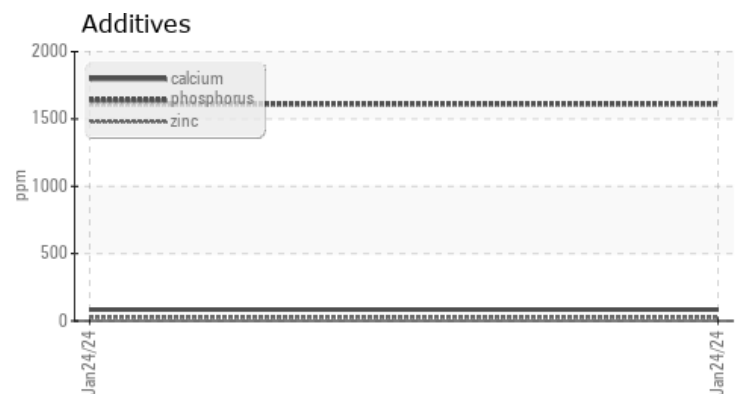 Additives
2000
calcium
phosphorus
zinc
1500
ppm
1000
500
0
Jan24/24
Jan24/24